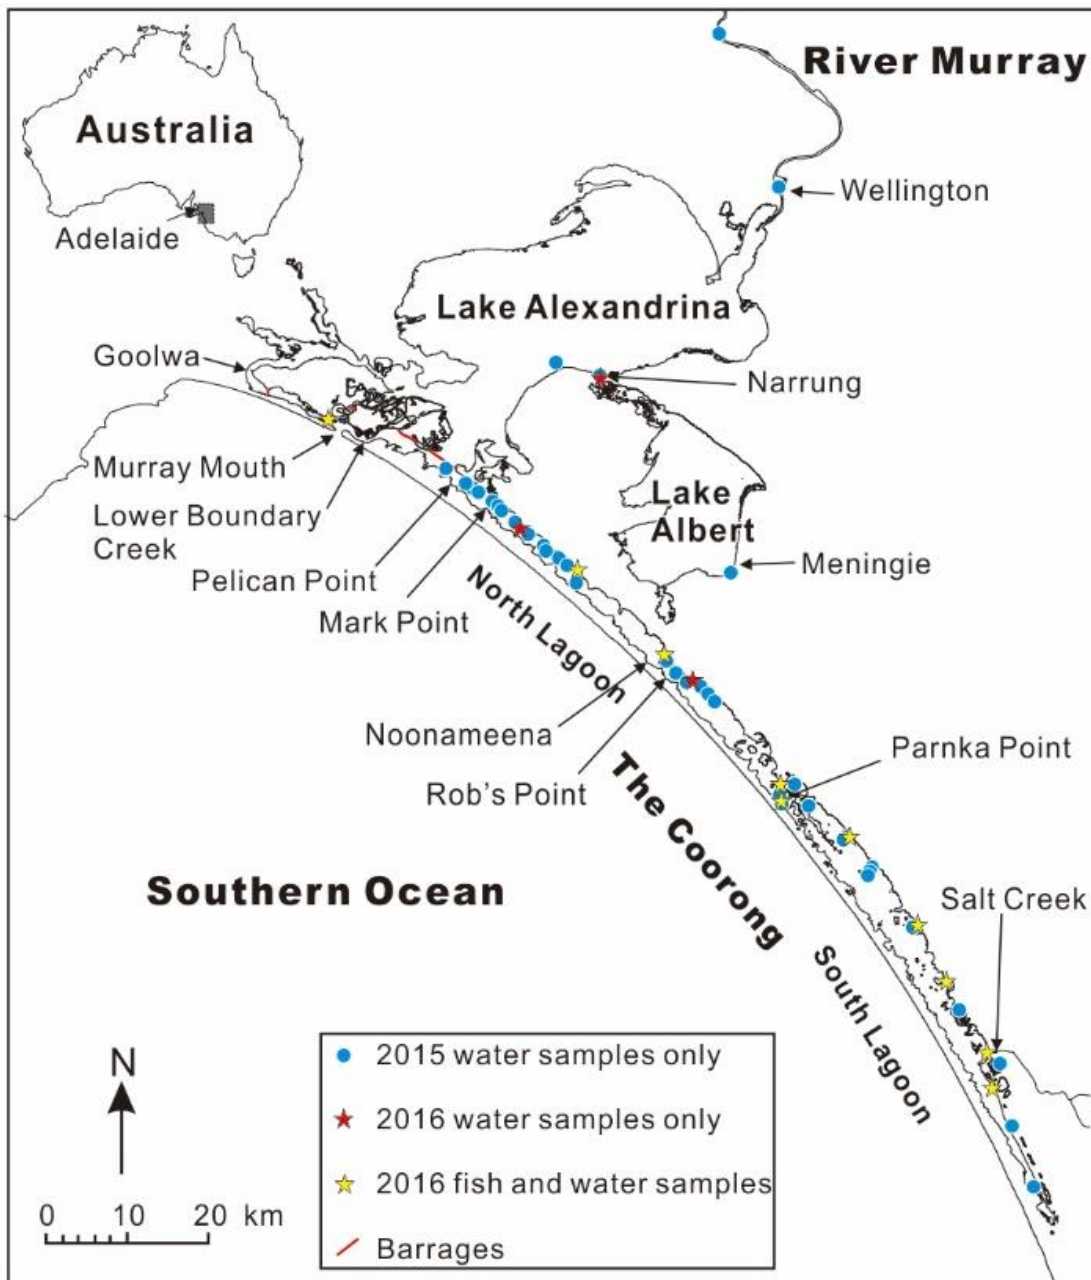 River Murray
Australia
Wellington
Adelaide
Lake Alexandrina
Goolwa
Narrung
Murray Mouth
Lower Boundary
Creek
Lake
Albert
Pelican Point
Meningie
Mark Point
North Lagoon
Noonameena
Parnka Point
Rob's Point
The Coorong
Southern Ocean
Salt Creek
South Lagoon
N
0 10 20 km
2015 water samples only
2016 water samples only
2016 fish and water samples
Barrages